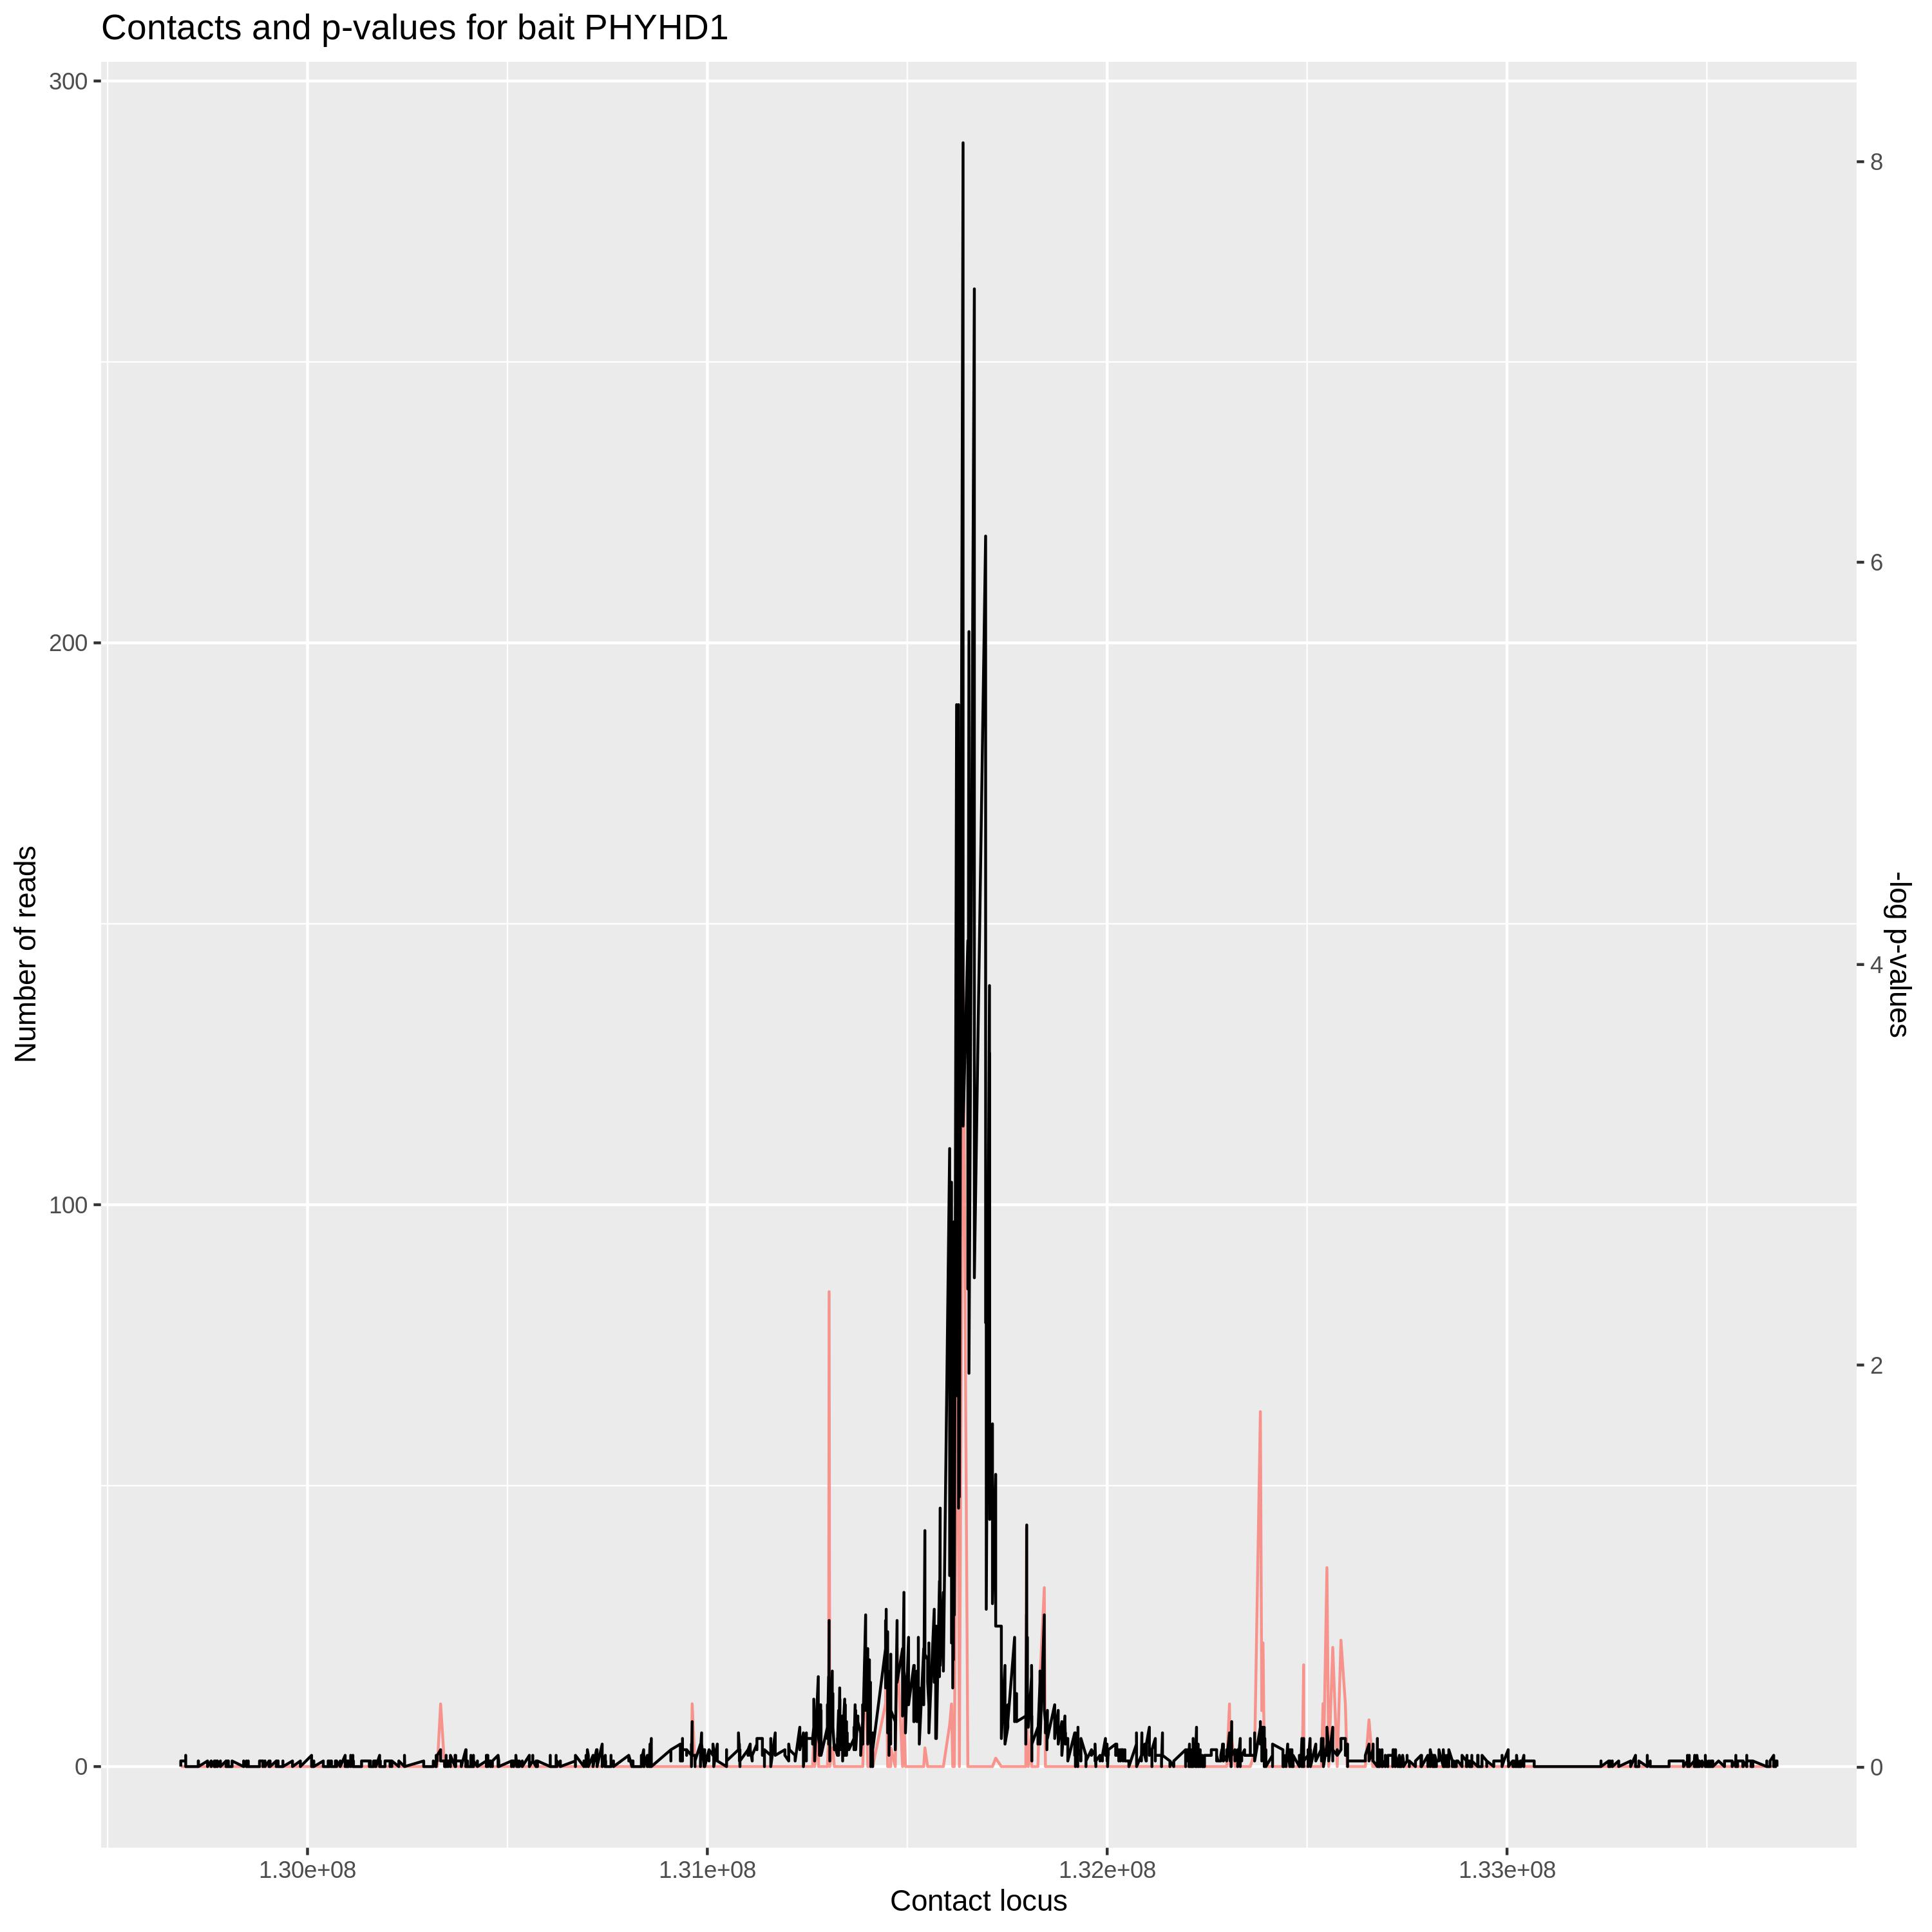 Contacts and p-values for bait PHYHD1
300
200
100
0
Number of reads
8
6
4
2
0
-log p-values
1.30e+08
1.31e+08
1.32e+08
1.33e+08
Contact locus